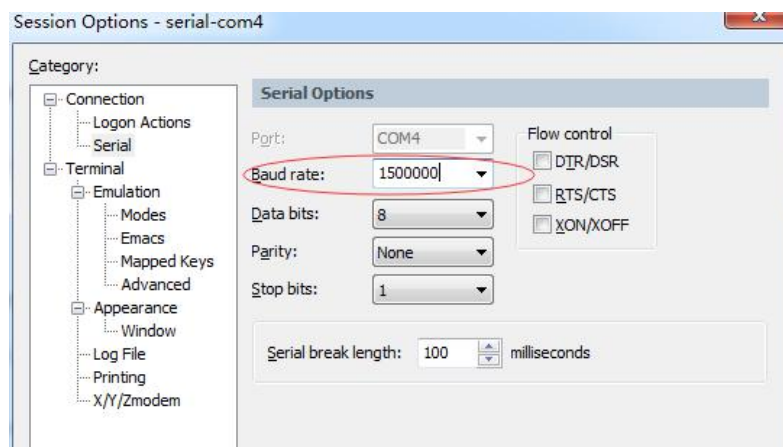 Session Options - serial-com4
x
Category:
Connection
Logon Actions
Serial
Terminal
Emulation
Modes
Emacs
Mapped Keys
Advanced
Appearance
Window
Log File
Printing
X/Y/Zmodem
Serial Options
Port:
COM4
Baud rate:
1500000
Data bits:
8
Parity:
None
Stop bits:
1
Flow control
DTR/DSR
RTS/CTS
XON/XOFF
Serial break length: 100 milliseconds